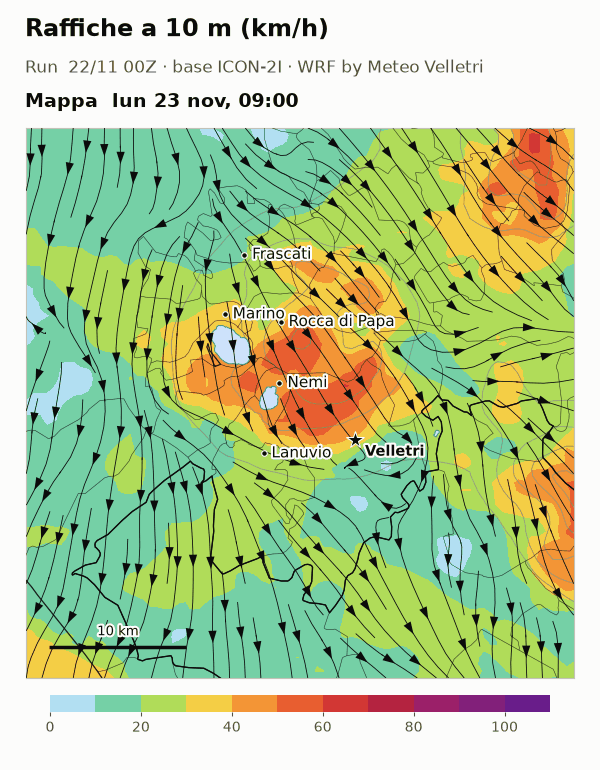 Raffiche a 10 m (km/h)
Run  22/11 00Z · base ICON-2I · WRF by Meteo Velletri
Mappa  lun 23 nov, 09:00
Frascati
Marino
Rocca di Papa
Nemi
Velletri
Lanuvio
10 km
0 20 40 60 80 100